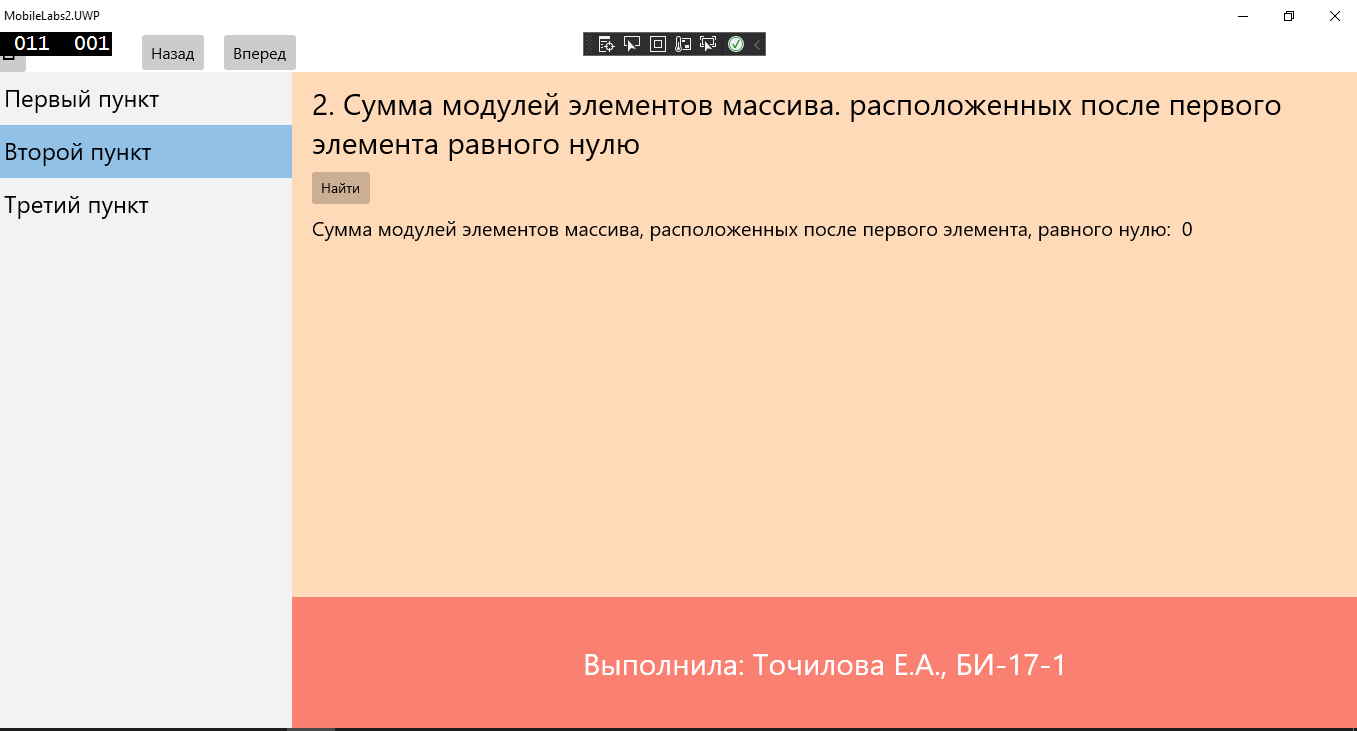 MobileLabs2.UWP
011 001
Назад
Вперед
Первый пункт
Второй пункт
Третий пункт
2. Сумма модулей элементов массива. расположенных после первого
элемента равного нулю
Найти
Сумма модулей элементов массива, расположенных после первого элемента, равного нулю: 0
Выполнила: Точилова Е.А., БИ-17-1